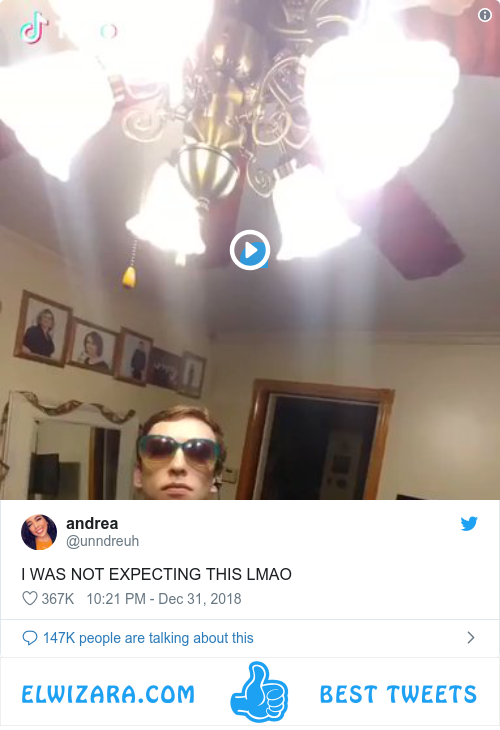 andrea
@unndreuh
I WAS NOT EXPECTING THIS LMAO
367K 10:21 PM - Dec 31, 2018
147K people are talking about this
ELWIZARA.COM BEST TWEETS